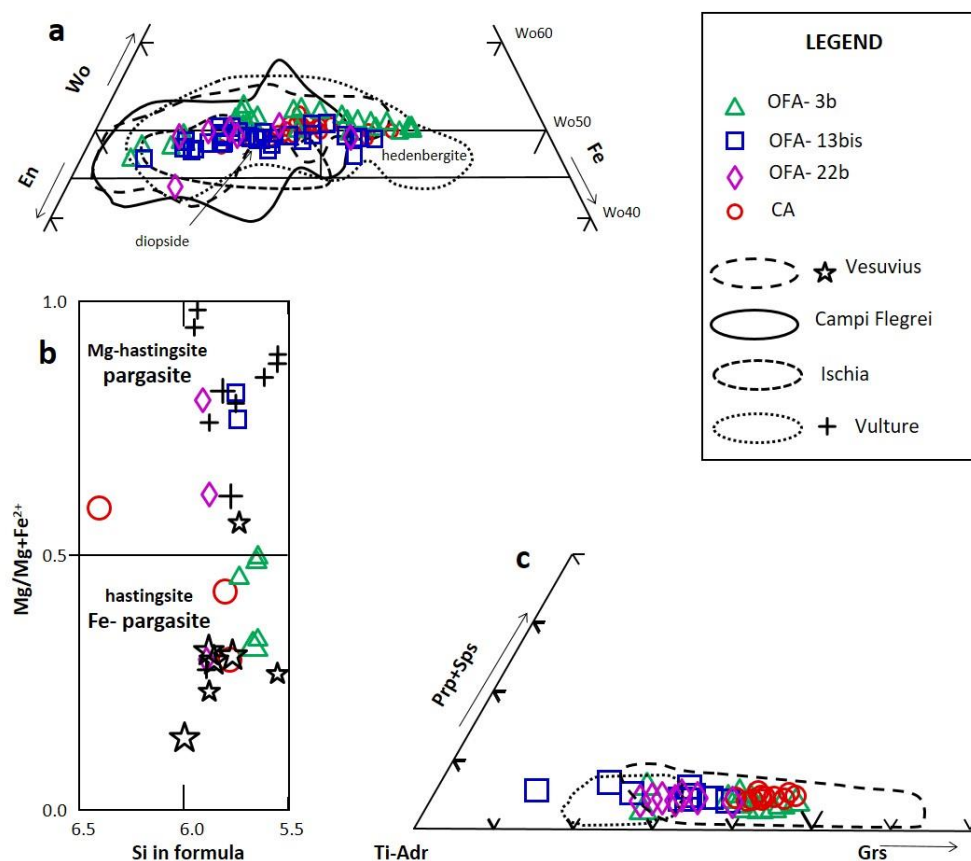 a
Wo
En
Wo60
Wo50
Fe
Wo40
hedenbergite
diopside
LEGEND
OFA- 3b
OFA- 13bis
OFA- 22b
CA
Vesuvius
Campi Flegrei
Ischia
Vulture
b
1.0
Mg-hastingsite
pargasite
Mg/Mg+Fe²⁺
0.5
hastingsite
Fe- pargasite
0.0
6.5
6.0
5.5
Si in formula
c
Prp+Sps
Ti-Adr
Grs